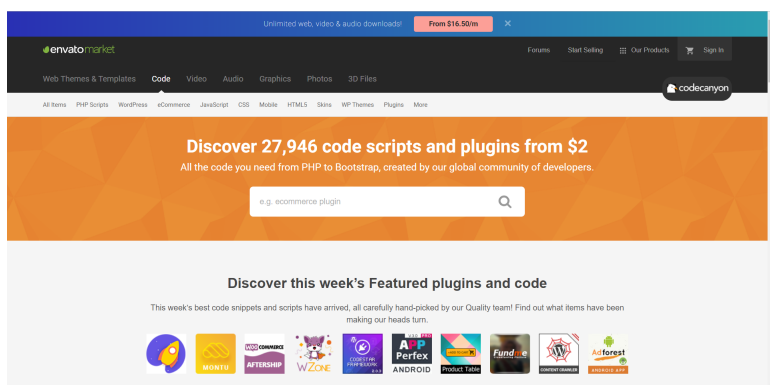 Unlimited web, video & audio downloads! From $16.50/m
envatomarket Forums Start Selling Our Products Sign In
Web Themes & Templates Code Video Audio Graphics Photos 3D Files
codecanyon
All Items PHP Scripts WordPress eCommerce JavaScript CSS Mobile HTML5 Skins WP Themes Plugins More
Discover 27,946 code scripts and plugins from $2
All the code you need from PHP to Bootstrap, created by our global community of developers.
e.g. ecommerce plugin
Discover this week's Featured plugins and code
This week's best code snippets and scripts have arrived, all carefully hand-picked by our Quality team! Find out what items have been
making our heads turn.
MONTU
WOO COMMERCE
AFTERSHIP
WZONE
CODESTAR
FRAMEWORK
APP
Perfex
ANDROID
Product Table
Fundme
CONTENT CRAWLER
Adforest
ANDROID APP